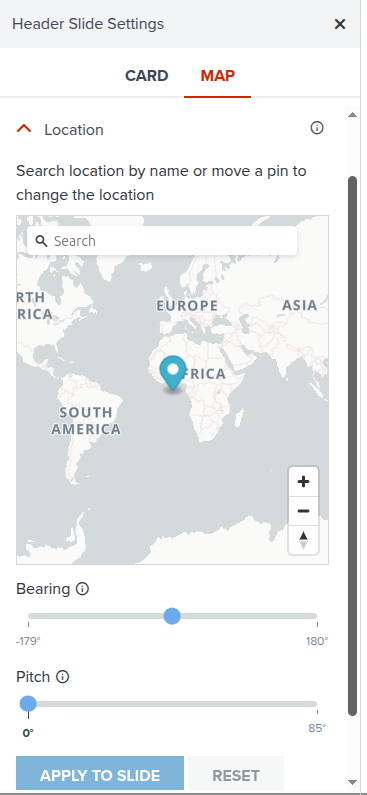 Header Slide Settings
CARD MAP
Location
Search location by name or move a pin to
change the location
Search
RTH
RICA
EUROPE
ASIA
FRICA
SOUTH
AMERICA
Bearing
-179° 180°
Pitch
0° 85°
APPLY TO SLIDE RESET